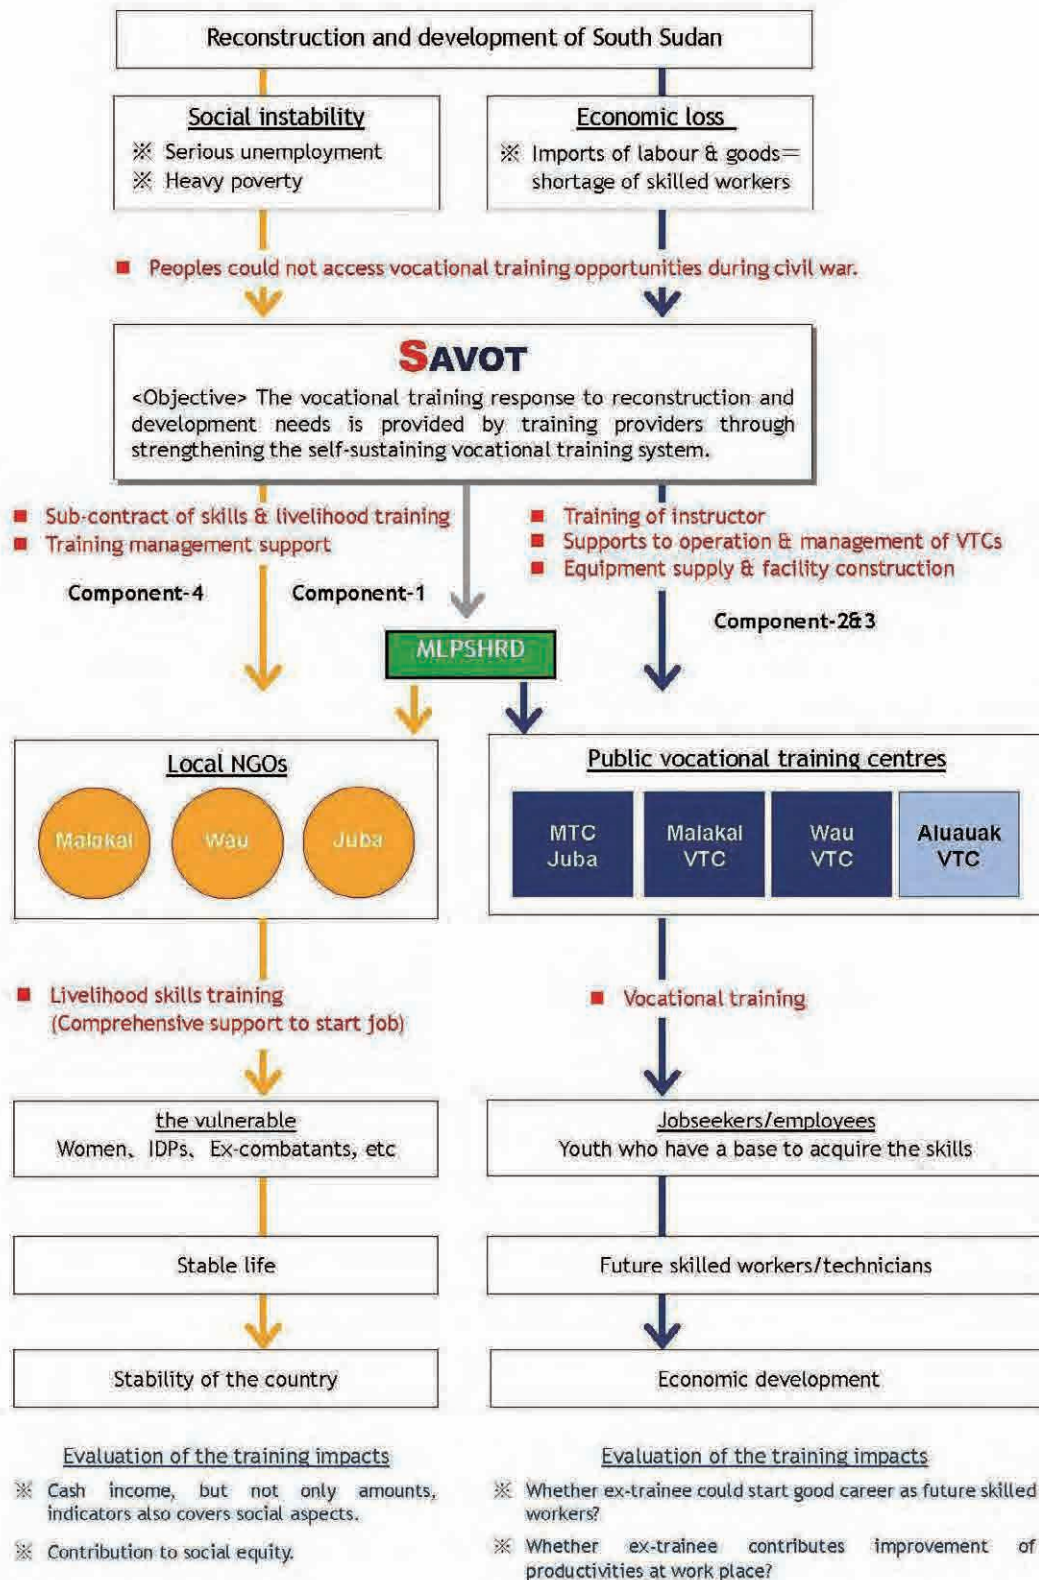 Reconstruction and development of South Sudan
Social instability
※ Serious unemployment
※ Heavy poverty
Economic loss
※ Imports of labour & goods=
shortage of skilled workers
■ Peoples could not access vocational training opportunities during civil war.
SAVOT
<Objective> The vocational training response to reconstruction and
development needs is provided by training providers through
strengthening the self-sustaining vocational training system.
■ Sub-contract of skills & livelihood training
■ Training management support
■ Training of instructor
■ Supports to operation & management of VTCs
■ Equipment supply & facility construction
Component-4
Component-1
Component-2&3
MLPSHRD
Local NGOs
Malakal
Wau
Juba
Public vocational training centres
MTC
Juba
Malakal
VTC
Wau
VTC
Aluauak
VTC
■ Livelihood skills training
(Comprehensive support to start job)
■ Vocational training
the vulnerable
Women、IDPs、Ex-combatants, etc
Jobseekers/employees
Youth who have a base to acquire the skills
Stable life
Future skilled workers/technicians
Stability of the country
Economic development
Evaluation of the training impacts
※ Cash income, but not only amounts,
indicators also covers social aspects.
※ Contribution to social equity.
Evaluation of the training impacts
※ Whether ex-trainee could start good career as future skilled
workers?
※ Whether ex-trainee contributes improvement of
productivities at work place?